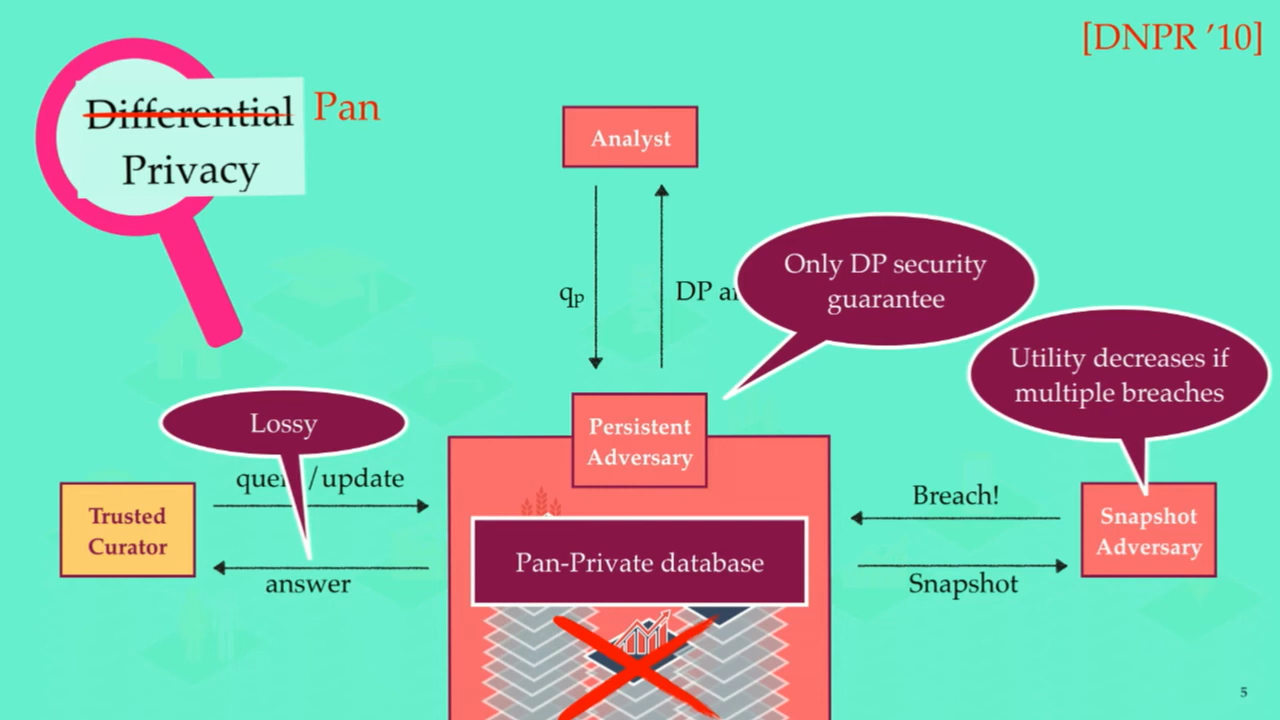 [DNPR ’10]
Differential Pan
Privacy
Analyst
qp
DP
Only DP security
guarantee
Utility decreases if
multiple breaches
Persistent
Adversary
Lossy
/update
Trusted
Curator
answer
Pan-Private database
Breach!
Snapshot
Snapshot
Adversary
5